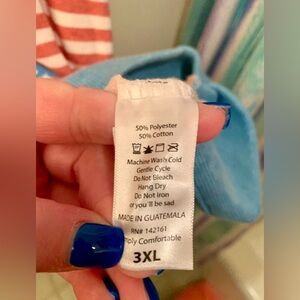 50% Polyester
50% Cotton
Machine Wash Cold
Gentle Cycle
Do Not Bleach
Hang Dry
Do Not Iron
or you'll be sad
MADE IN GUATEMALA
RN# 142161
ply Comfortable
3XL